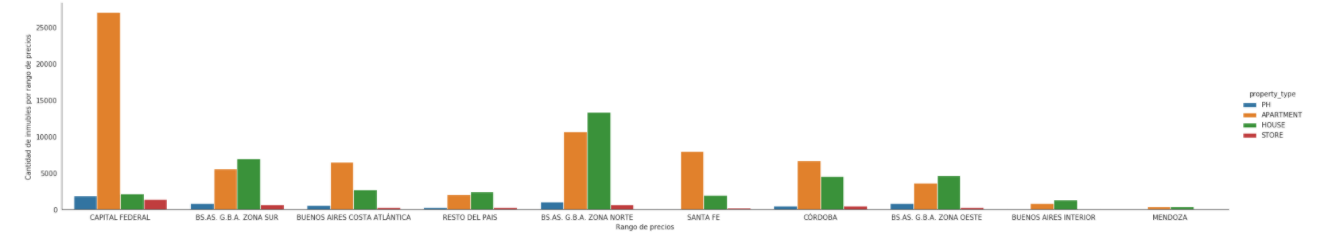 Cantidad de inmubles por rango de precios
25000
20000
15000
10000
5000
0
CAPITAL FEDERAL
BS.AS. G.B.A. ZONA SUR
BUENOS AIRES COSTA ATLÁNTICA
RESTO DEL PAIS
BS.AS. G.B.A. ZONA NORTE
SANTA FE
CÓRDOBA
BS.AS. G.B.A. ZONA OESTE
BUENOS AIRES INTERIOR
MENDOZA
Rango de precios
property_type
PH
APARTMENT
HOUSE
STORE